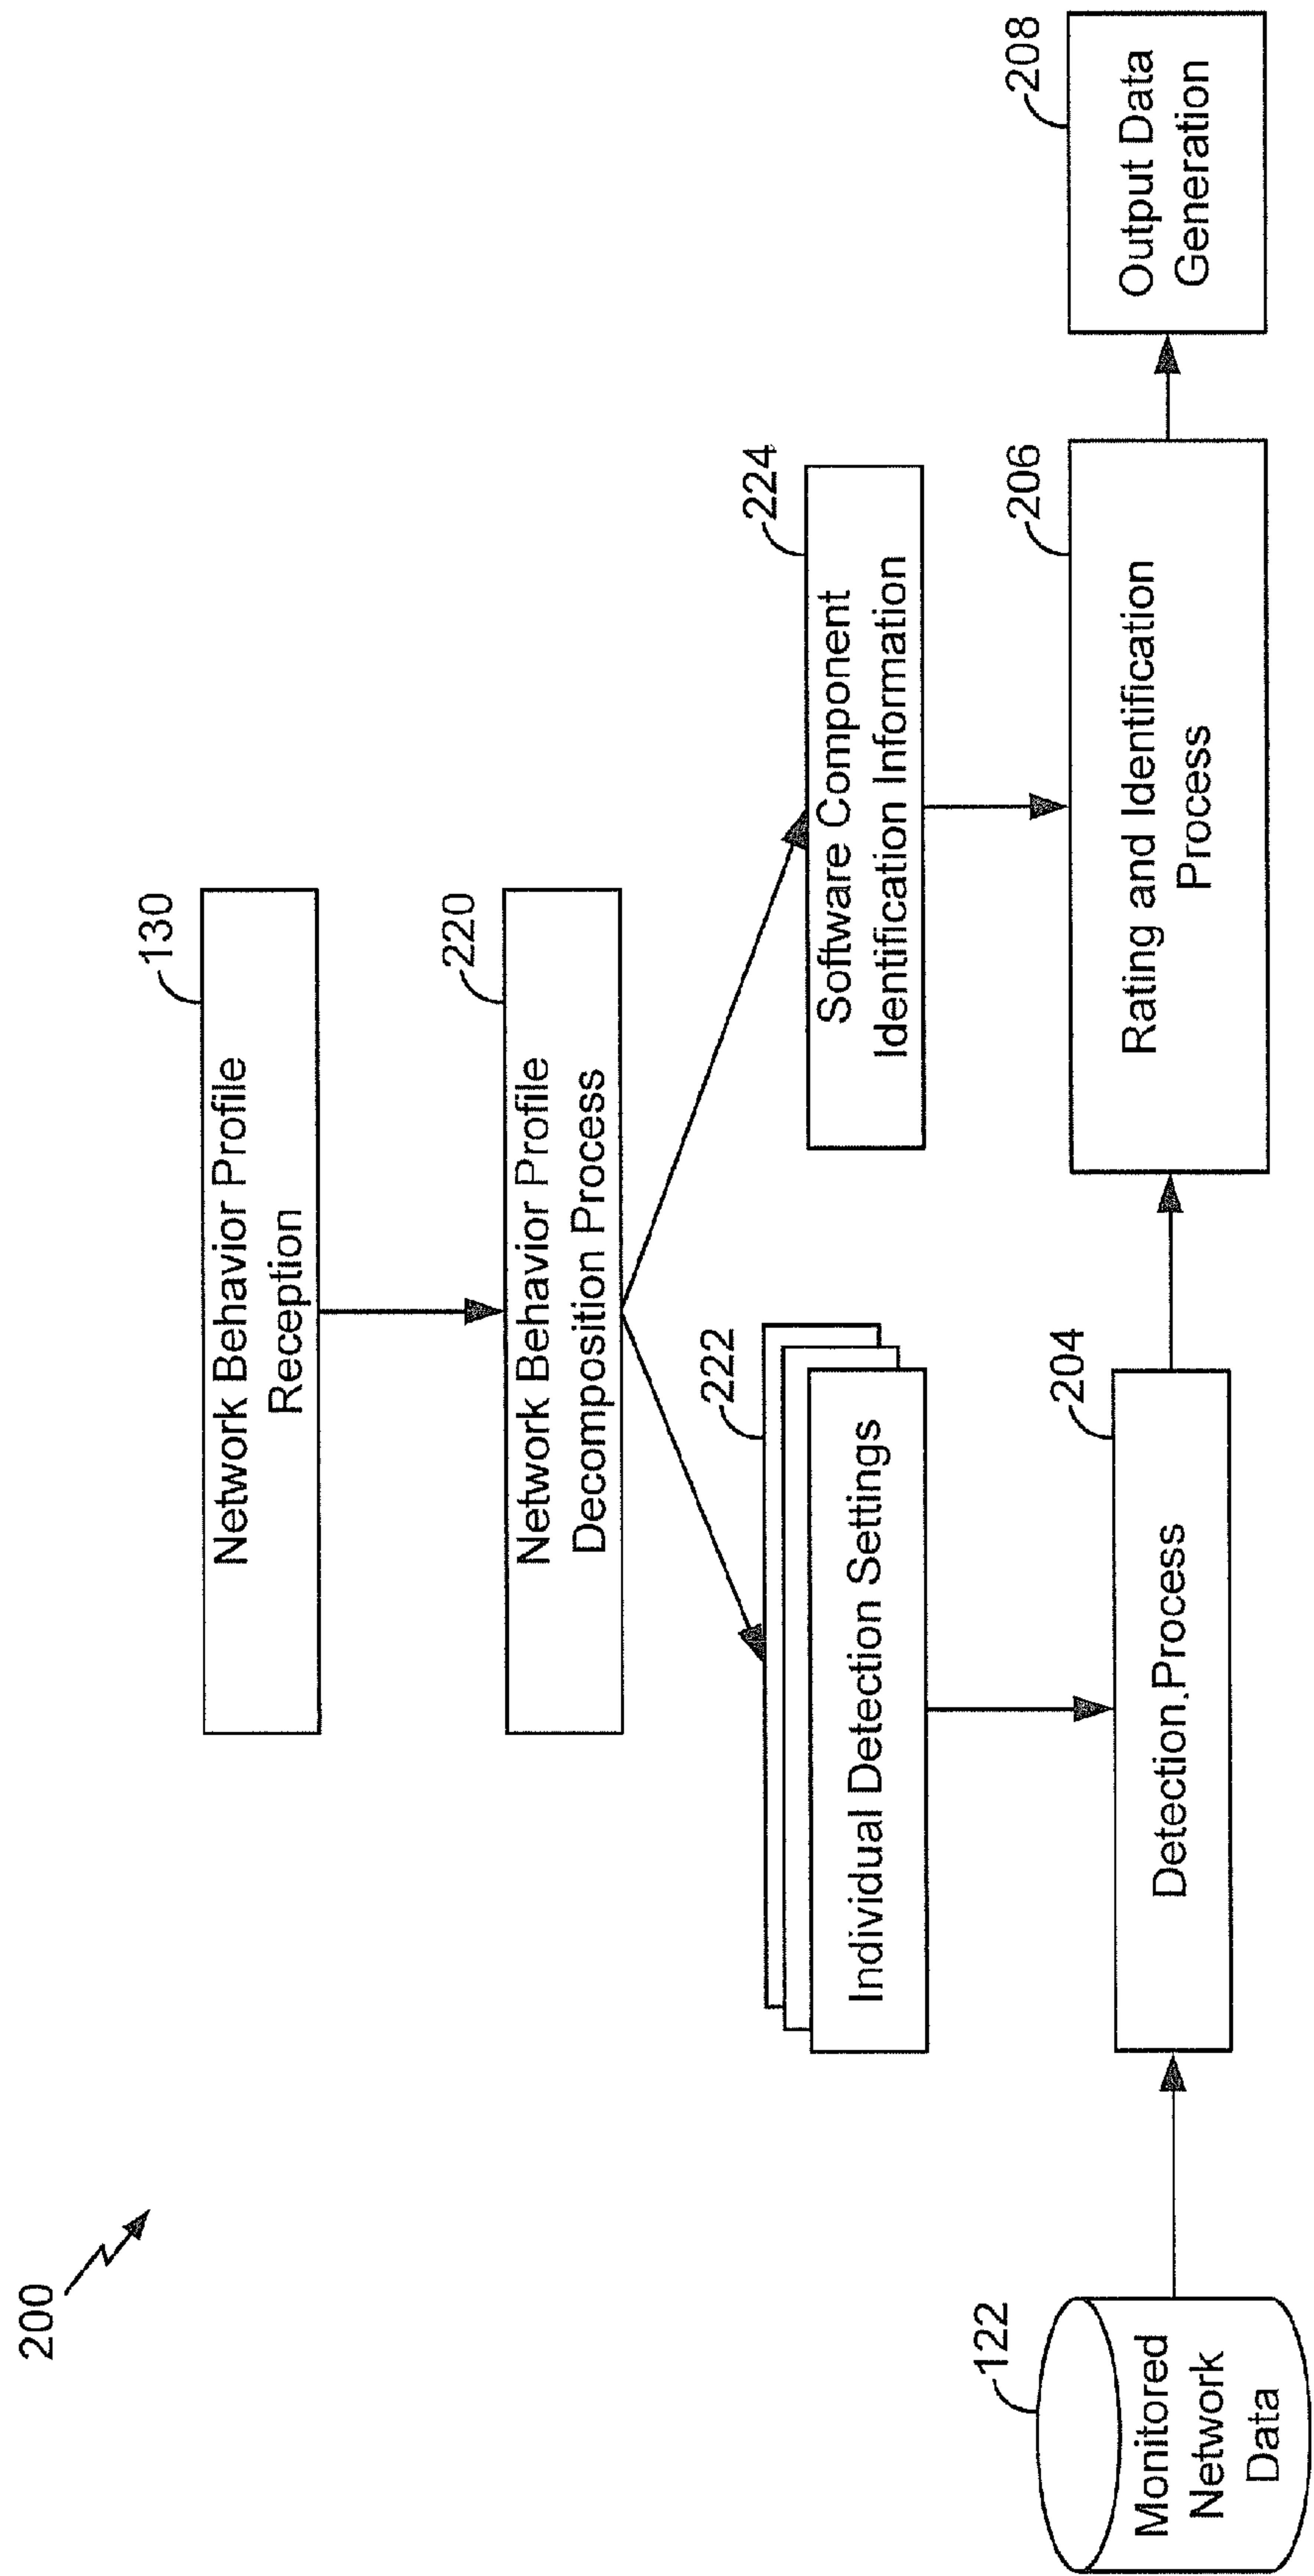 200
130
Network Behavior Profile
Reception
220
Network Behavior Profile
Decomposition Process
222
Individual Detection Settings
224
Software Component
Identification Information
122
Monitored
Network
Data
204
Detection.Process
206
Rating and Identification
Process
208
Output Data
Generation